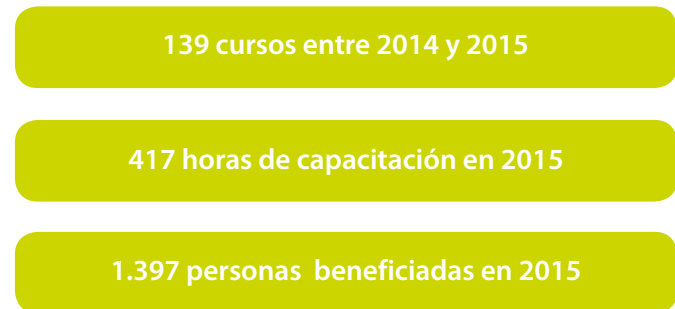 139 cursos entre 2014 y 2015
417 horas de capacitación en 2015
1.397 personas  beneficiadas en 2015